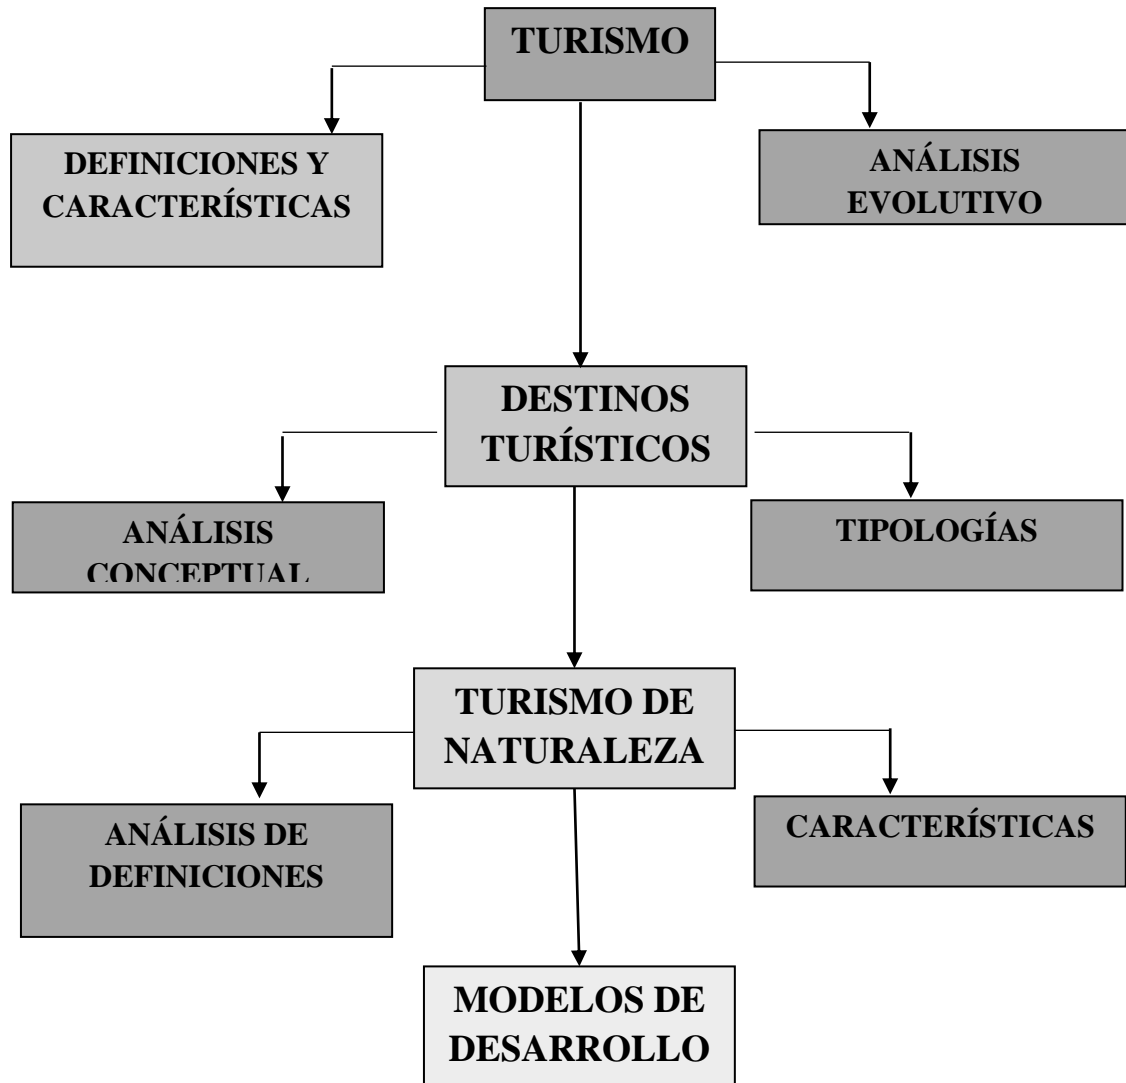 TURISMO
DEFINICIONES Y
CARACTERÍSTICAS
ANÁLISIS
EVOLUTIVO
DESTINOS
TURÍSTICOS
ANÁLISIS
CONCEPTUAL
TIPOLOGÍAS
TURISMO DE
NATURALEZA
ANÁLISIS DE
DEFINICIONES
CARACTERÍSTICAS
MODELOS DE
DESARROLLO